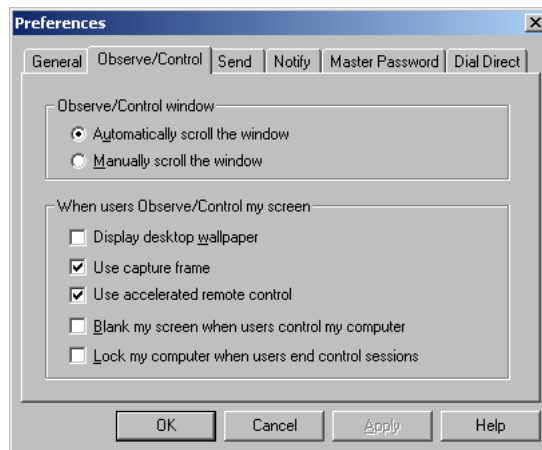 Preferences
General Observe/Control Send Notify Master Password Dial Direct
Observe/Control window
Automatically scroll the window
Manually scroll the window
When users Observe/Control my screen
Display desktop wallpaper
Use capture frame
Use accelerated remote control
Blank my screen when users control my computer
Lock my computer when users end control sessions
OK Cancel Apply Help